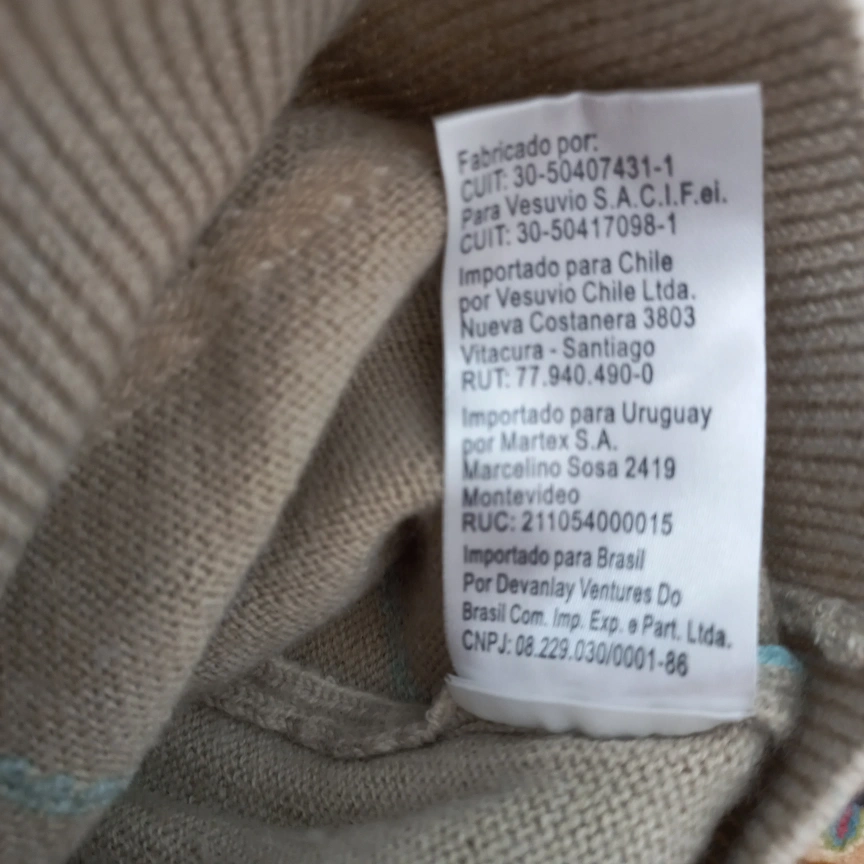 Fabricado por:
CUIT: 30-50407431-1
Para Vesuvio S.A.C.I.F.ei.
CUIT: 30-50417098-1
Importado para Chile
por Vesuvio Chile Ltda.
Nueva Costanera 3803
Vitacura - Santiago
RUT: 77.940.490-0
Importado para Uruguay
por Martex S.A.
Marcelino Sosa 2419
Montevideo
RUC: 211054000015
Importado para Brasil
Por Devanlay Ventures Do
Brasil Com. Imp. Exp. e Part. Ltda.
CNPJ: 08.229.030/0001-86